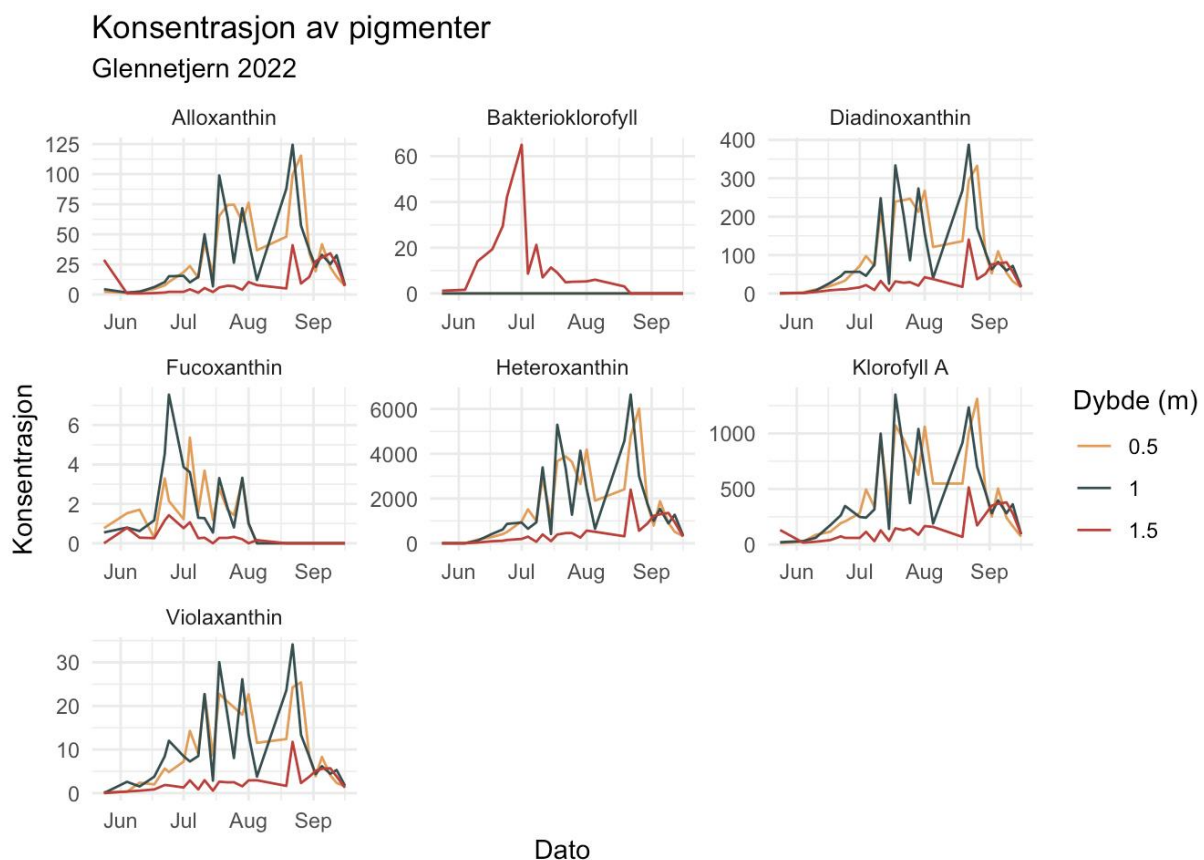 Konsentrasjon av pigmenter
Glennetjern 2022
Alloxanthin
125
100
75
50
25
0
Jun Jul Aug Sep
Bakterioklorofyll
60
40
20
0
Jun Jul Aug Sep
Diadinoxanthin
400
300
200
100
0
Jun Jul Aug Sep
Fucoxanthin
6
4
2
0
Jun Jul Aug Sep
Heteroxanthin
6000
4000
2000
0
Jun Jul Aug Sep
Klorofyll A
1000
500
0
Jun Jul Aug Sep
Violaxanthin
30
20
10
0
Jun Jul Aug Sep
Konsentrasjon
Dato
Dybde (m)
0.5
1
1.5